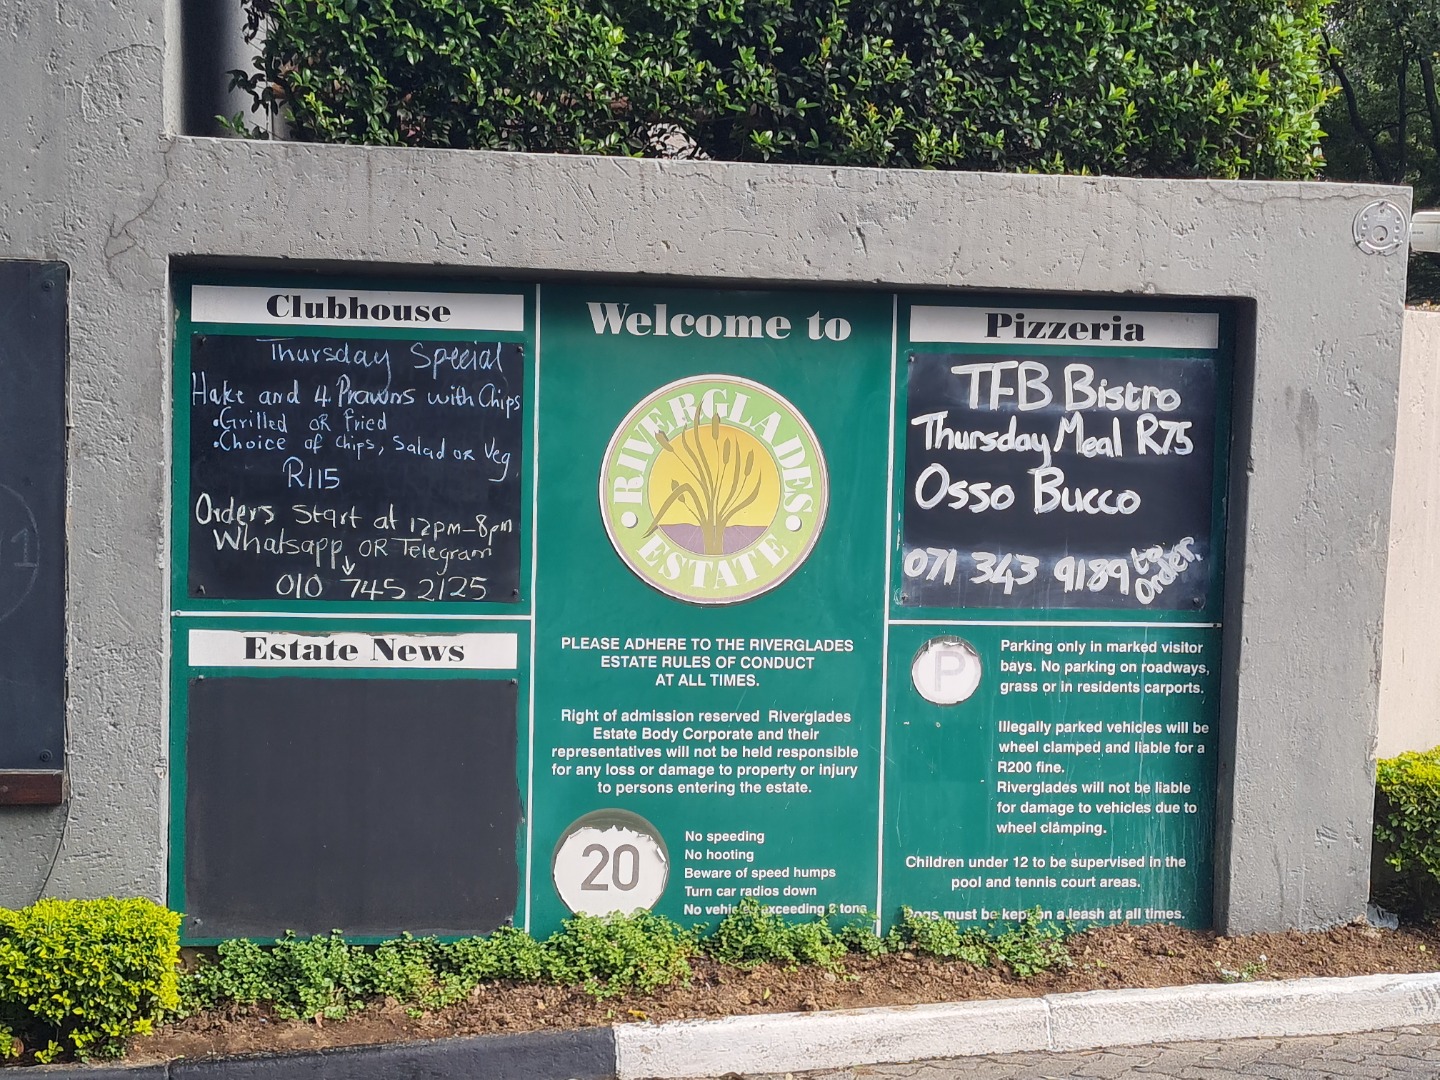 Clubhouse
Thursday Special
Hake and 4 Prawns with Chips
•Grilled OR Fried
•Choice of Chips, Salad or Veg
R115
Orders Start at 12pm-8pm
Whatsapp OR Telegram
010 745 2125
Estate News
Welcome to
RIVERGLADES
ESTATE
PLEASE ADHERE TO THE RIVERGLADES
ESTATE RULES OF CONDUCT
AT ALL TIMES.
Right of admission reserved Riverglades
Estate Body Corporate and their
representatives will not be held responsible
for any loss or damage to property or injury
to persons entering the estate.
20
No speeding
No hooting
Beware of speed humps
Turn car radios down
No exceeding tons
Pizzeria
TFB Bistro
Thursday Meal R75
Osso Bucco
071 343 9189 to
order.
P
Parking only in marked visitor
bays. No parking on roadways,
grass or in residents carports.
Illegally parked vehicles will be
wheel clamped and liable for a
R200 fine.
Riverglades will not be liable
for damage to vehicles due to
wheel clamping.
Children under 12 to be supervised in the
pool and tennis court areas.
Dogs must be kept on a leash at all times.